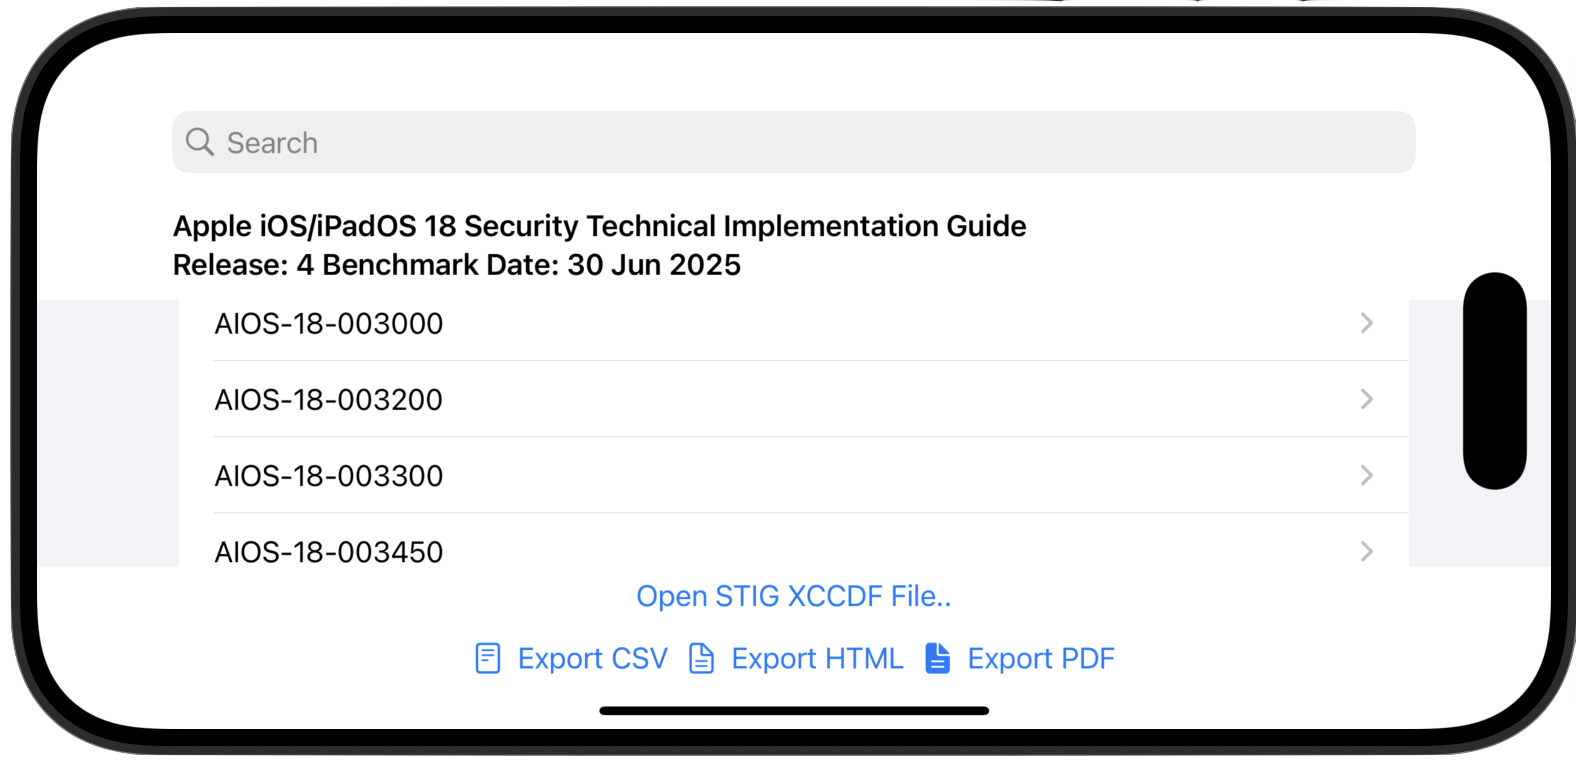 Search
Apple iOS/iPadOS 18 Security Technical Implementation Guide
Release: 4 Benchmark Date: 30 Jun 2025
AIOS-18-003000
AIOS-18-003200
AIOS-18-003300
AIOS-18-003450
Open STIG XCCDF File..
Export CSV Export HTML Export PDF